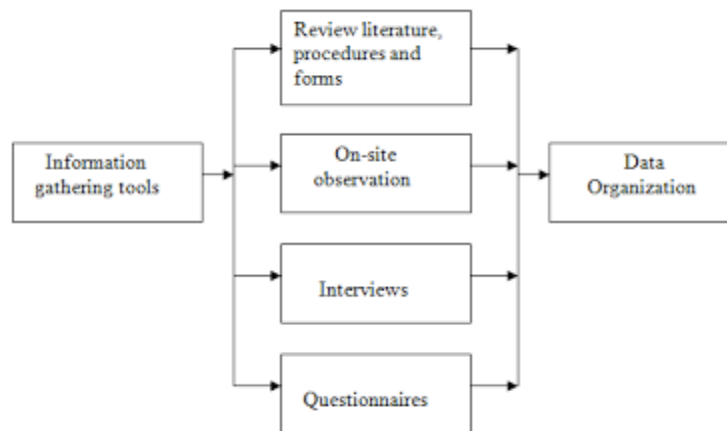 Review literature,
procedures and
forms
Information
gathering tools
On-site
observation
Data
Organization
Interviews
Questionnaires